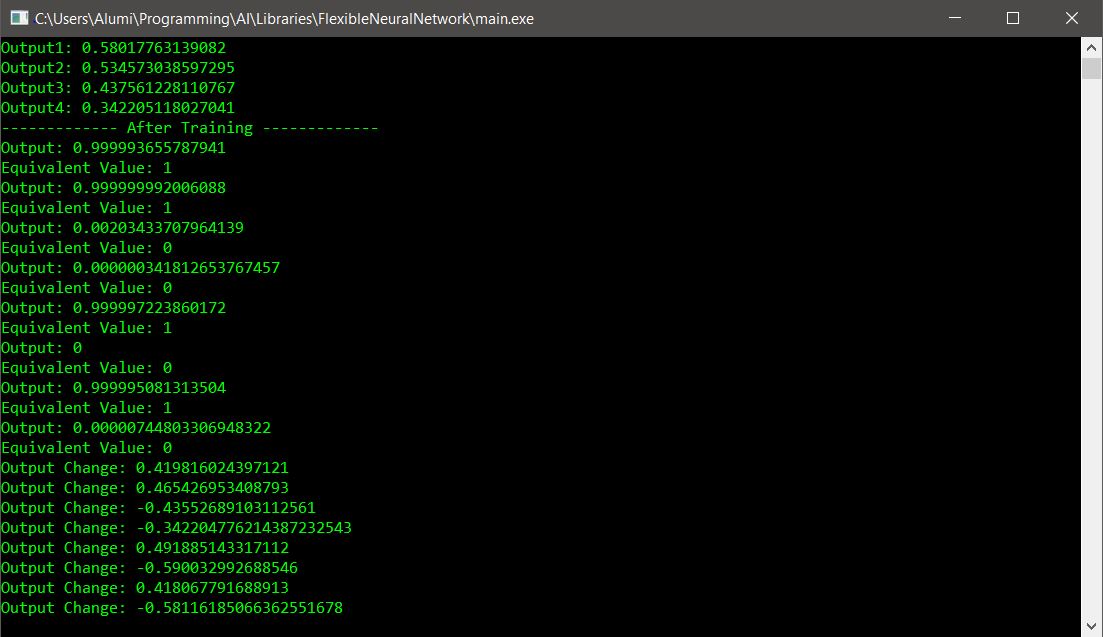 C:\Users\Alumi\Programming\AI\Libraries\FlexibleNeuralNetwork\main.exe
Output1: 0.58017763139082
Output2: 0.534573038597295
Output3: 0.437561228110767
Output4: 0.342205118027041
------------- After Training -------------
Output: 0.999993655787941
Equivalent Value: 1
Output: 0.999999992006088
Equivalent Value: 1
Output: 0.00203433707964139
Equivalent Value: 0
Output: 0.000000341812653767457
Equivalent Value: 0
Output: 0.999997223860172
Equivalent Value: 1
Output: 0
Equivalent Value: 0
Output: 0.999995081313504
Equivalent Value: 1
Output: 0.00000744803306948322
Equivalent Value: 0
Output Change: 0.419816024397121
Output Change: 0.465426953408793
Output Change: -0.43552689103112561
Output Change: -0.342204776214387232543
Output Change: 0.491885143317112
Output Change: -0.590032992688546
Output Change: 0.418067791688913
Output Change: -0.58116185066362551678